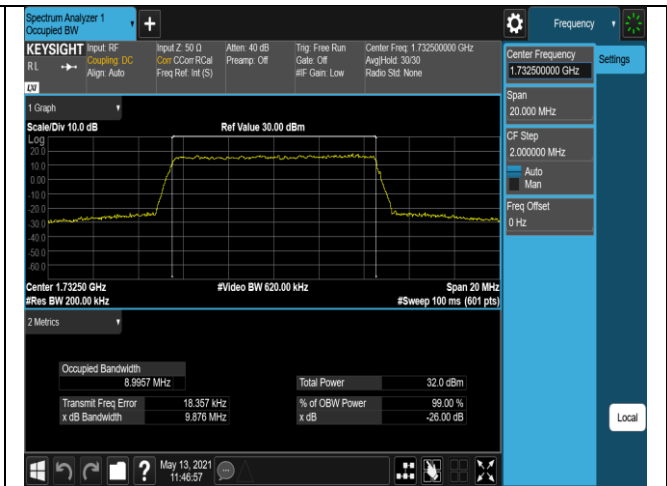 Spectrum Analyzer 1
Occupied BW
Frequency
KEYSIGHT
RL
LXI
Input: RF
Coupling: DC
Align: Auto
Input Z: 50 Ω
Corr CCorr RCal
Freq Ref: Int (S)
Atten: 40 dB
Preamp: Off
Trig: Free Run
Gate: Off
#IF Gain: Low
Center Freq: 1.732500000 GHz
Avg|Hold: 30/30
Radio Std: None
Center Frequency
1.732500000 GHz
Settings
Span
20.000 MHz
CF Step
2.000000 MHz
Auto
Man
Freq Offset
0 Hz
1 Graph
Scale/Div 10.0 dB
Ref Value 30.00 dBm
Log
20.0
10.0
0.00
-10.0
-20.0
-30.0
-40.0
-50.0
-60.0
Center 1.73250 GHz
#Video BW 620.00 kHz
Span 20 MHz
#Res BW 200.00 kHz
#Sweep 100 ms (601 pts)
2 Metrics
Occupied Bandwidth
8.9957 MHz
Total Power 32.0 dBm
Transmit Freq Error 18.357 kHz
% of OBW Power 99.00 %
x dB Bandwidth 9.876 MHz
x dB -26.00 dB
Local
?
May 13, 2021
11:46:57